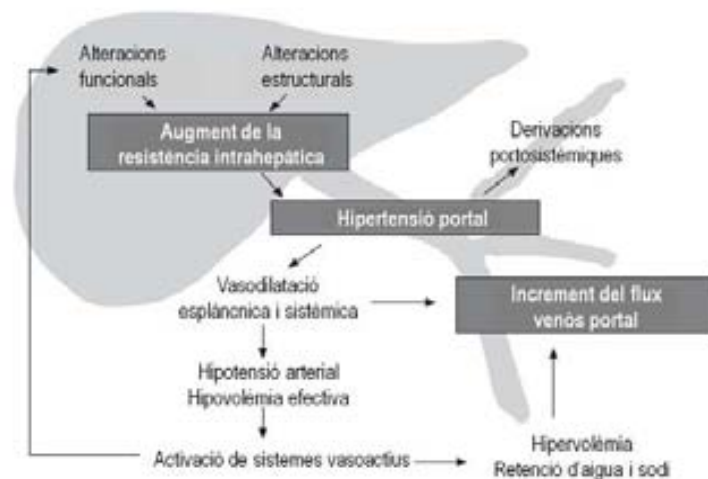 Alteracions
funcionals
Alteracions
estructurals
Augment de la
resistència intrahepàtica
Derivacions
portosistèmiques
Hipertensió portal
Vasodilatació
esplàncnica i sistèmica
Increment del flux
venòs portal
Hipotensió arterial
Hipovolèmia efectiva
Activació de sistemes vasoactius
Hipervolèmia
Retenció d'aigua i sodi